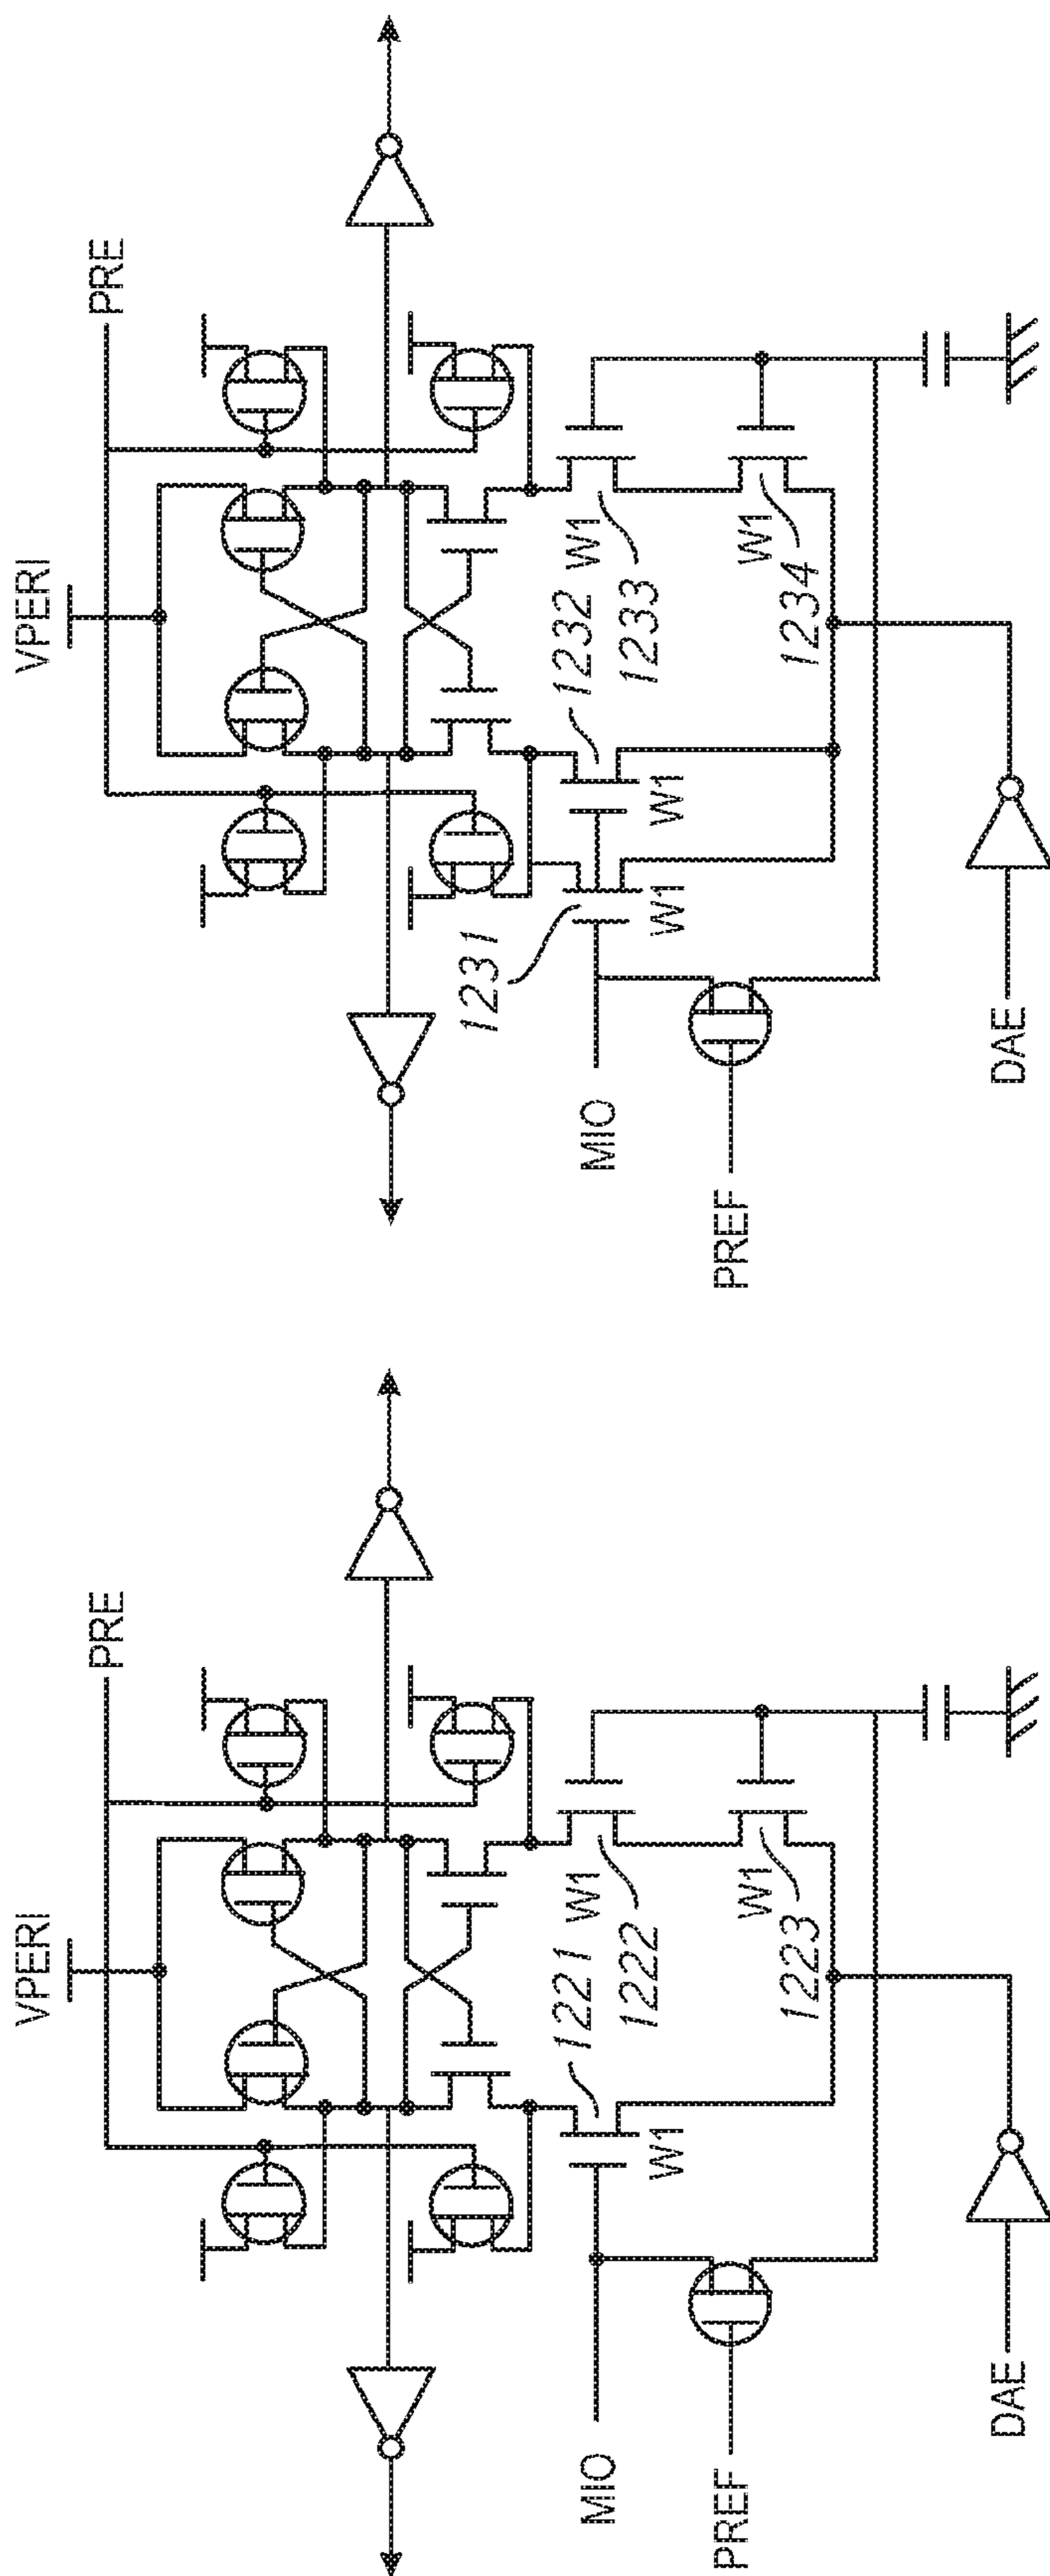 VPERI
PRE
1221
W1
1222
W1
W1
1223
MIO
PREF
DAE
VPERI
PRE
1231
1232
W1
1233
W1
W1
W1
1234
MIO
PREF
DAE